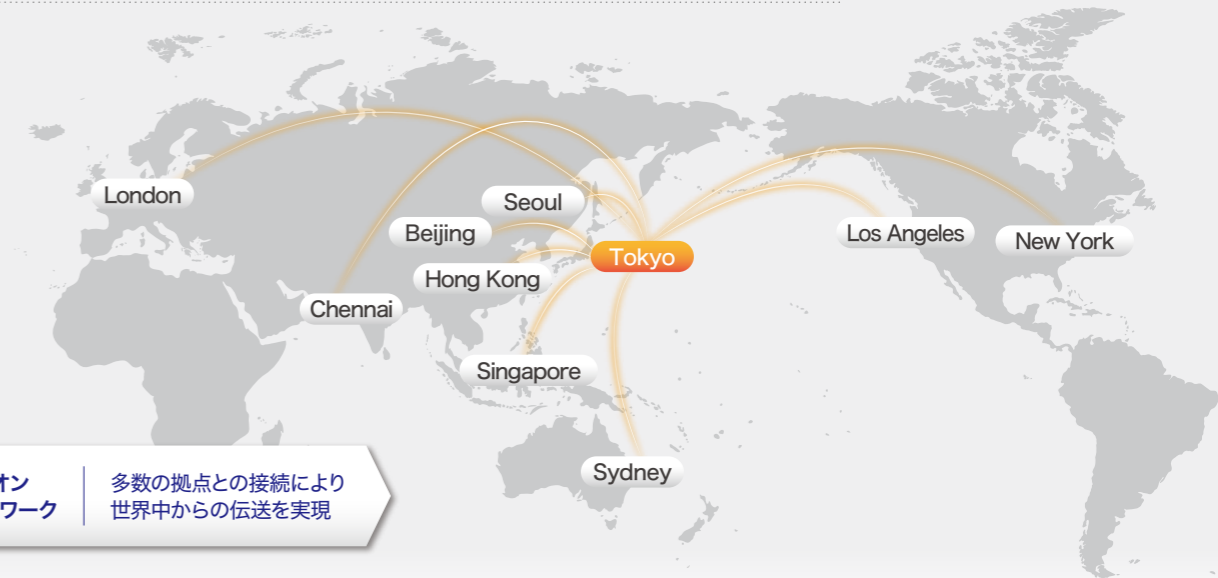 London
Seoul
Beijing
Tokyo
Los Angeles
New York
Hong Kong
Chennai
Singapore
Sydney
オン
ワーク
多数の拠点との接続により
世界中からの伝送を実現